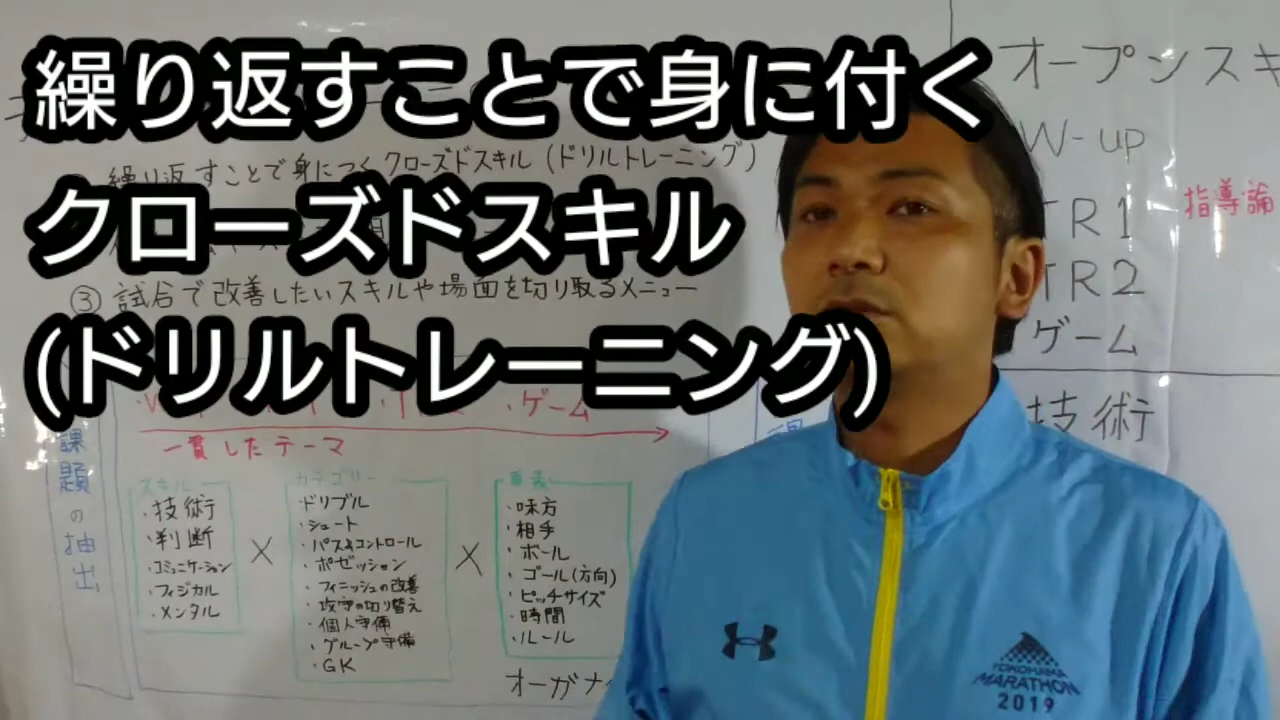 繰り返すことで身に付く
クローズドスキル
(ドリルトレーニング)
繰り返すことで身につくクローズドスキル(ドリルトレーニング)
③ 試合で改善したいスキルや場面を切り取るメニュー
・ゲーム
一貫したテーマ
課題の抽出
スキル
・技術
・判断
・コミュニケーション
・フィジカル
・メンタル
×
カテゴリー
・ドリブル
・シュート
・パス&コントロール
・ポゼッション
・フィニッシュの改善
・攻守の切り替え
・個人守備
・グループ守備
・GK
×
要素
・味方
・相手
・ボール
・ゴール(方向)
・ピッチサイズ
・時間
・ルール
オーガナ
オープンスキ
W-up
TR1
TR2
ゲーム
指導論
技術
YOKOHAMA
MARATHON
2019